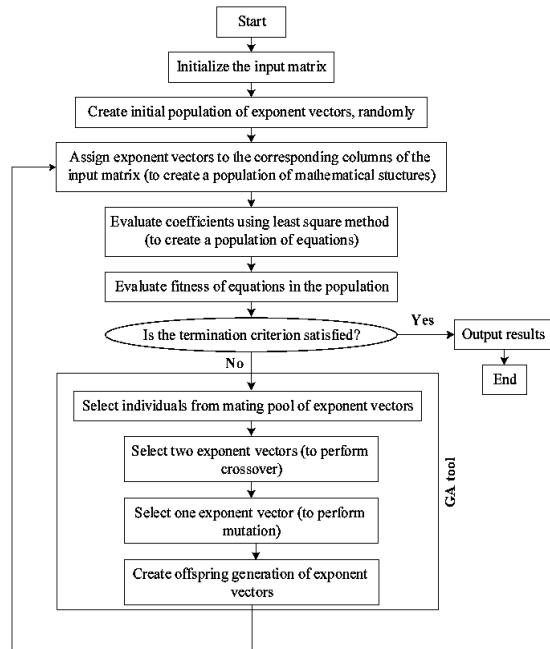 Start
Initialize the input matrix
Create initial population of exponent vectors, randomly
Assign exponent vectors to the corresponding columns of the
input matrix (to create a population of mathematical stuctures)
Evaluate coefficients using least square method
(to create a population of equations)
Evaluate fitness of equations in the population
Is the termination criterion satisfied?
Yes
Output results
End
No
Select individuals from mating pool of exponent vectors
Select two exponent vectors (to perform
crossover)
Select one exponent vector (to perform
mutation)
Create offspring generation of exponent
vectors
GA tool